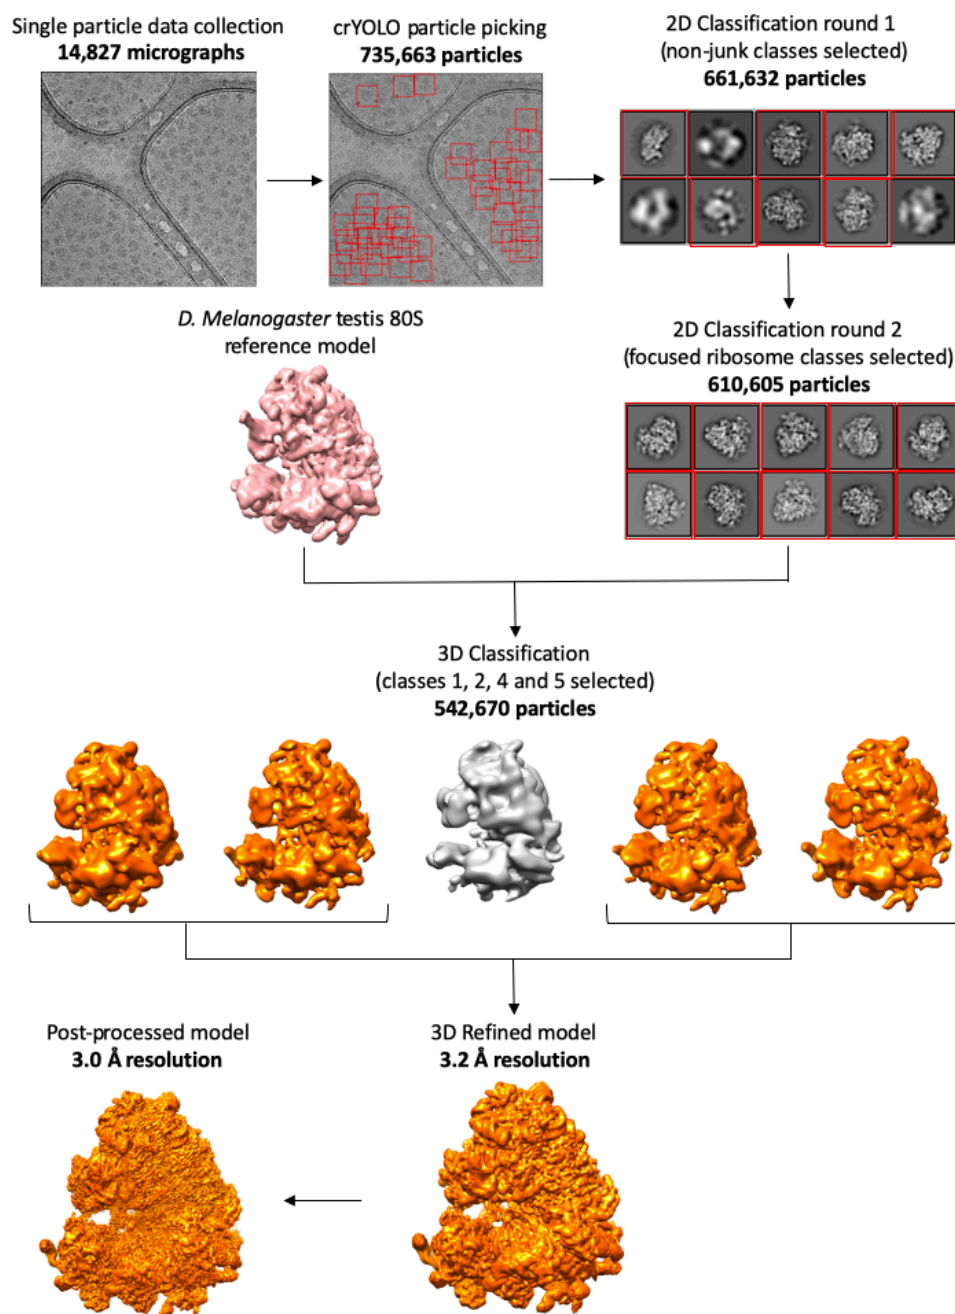 Single particle data collection
14,827 micrographs
crYOLO particle picking
735,663 particles
2D Classification round 1
(non-junk classes selected)
661,632 particles
D. Melanogaster testis 80S
reference model
2D Classification round 2
(focused ribosome classes selected)
610,605 particles
3D Classification
(classes 1, 2, 4 and 5 selected)
542,670 particles
Post-processed model
3.0 Å resolution
3D Refined model
3.2 Å resolution